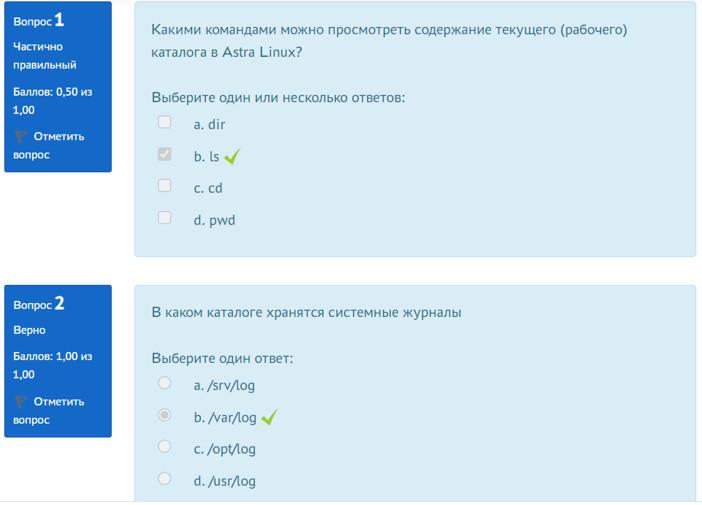 Вопрос 1
Частично
правильный
Баллов: 0,50 из
1,00
Отметить
вопрос
Какими командами можно просмотреть содержание текущего (рабочего)
каталога в Astra Linux?
Выберите один или несколько ответов:
a. dir
b. ls
c. cd
d. pwd
Вопрос 2
Верно
Баллов: 1,00 из
1,00
Отметить
вопрос
В каком каталоге хранятся системные журналы
Выберите один ответ:
a. /srv/log
b. /var/log
c. /opt/log
d. /usr/log